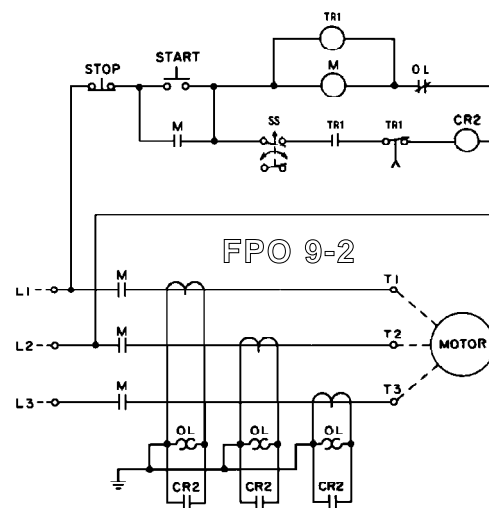 TR1
STOP
START
M
OL
M
SS
TR1
TR1
CR2
FPO 9-2
L1
M
T1
L2
M
T2
MOTOR
L3
M
T3
OL
OL
OL
CR2
CR2
CR2